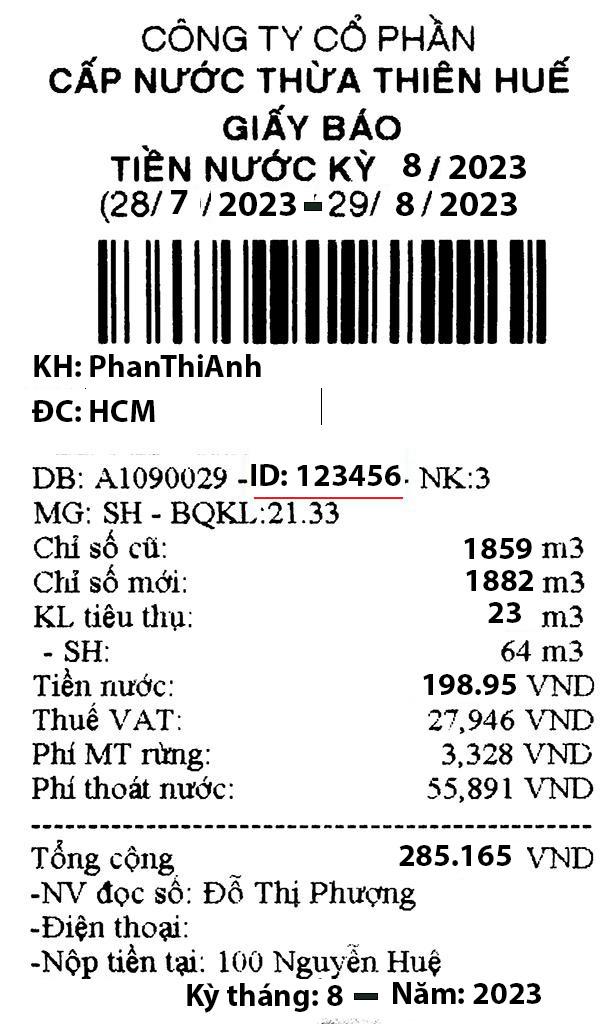 CÔNG TY CỔ PHẦN
CẤP NƯỚC THỪA THIÊN HUẾ
GIẤY BÁO
TIỀN NƯỚC KỲ 8/2023
(28/7/2023-29/8/2023
KH: PhanThiAnh
ĐC: HCM
DB: A1090029 -ID: 123456. NK:3
MG: SH - BQKL:21.33
Chỉ số cũ: 1859 m3
Chỉ số mới: 1882 m3
KL tiêu thụ: 23 m3
- SH: 64 m3
Tiền nước: 198.95 VND
Thuế VAT: 27,946 VND
Phí MT rừng: 3,328 VND
Phí thoát nước: 55,891 VND
Tổng cộng 285.165 VND
-NV đọc số: Đỗ Thị Phượng
-Điện thoại:
-Nộp tiền tại: 100 Nguyễn Huệ
Kỳ tháng: 8 - Năm: 2023